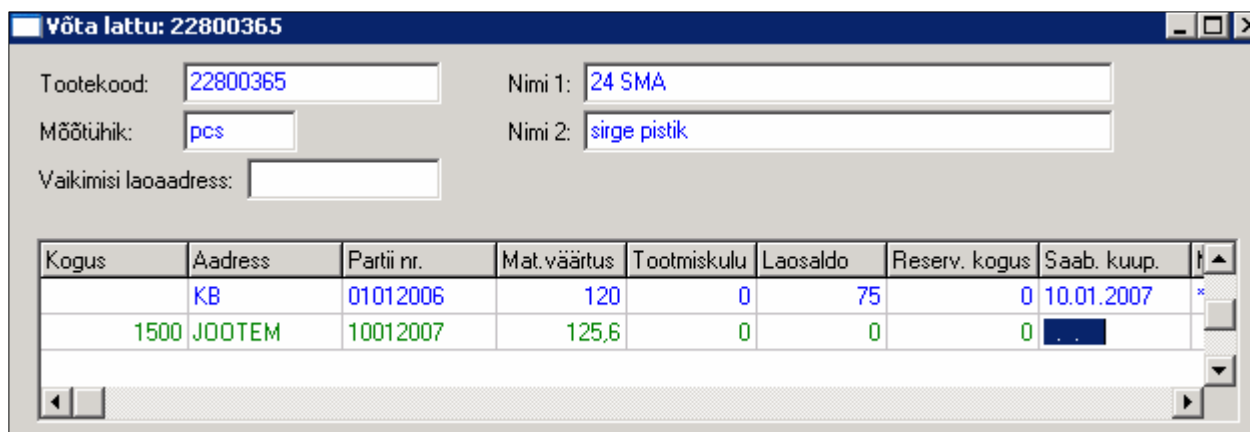 Võta lattu: 22800365
Tootekood: 22800365 Nimi 1: 24 SMA
Mõõtühik: pcs Nimi 2: sirge pistik
Vaikimisi laoaadress:
Kogus Aadress Partii nr. Mat.väärtus Tootmiskulu Laosaldo Reserv. kogus Saab. kuup.
KB 01012006 120 0 75 0 10.01.2007 *
1500 JOOTEM 10012007 125,6 0 0 0 . .